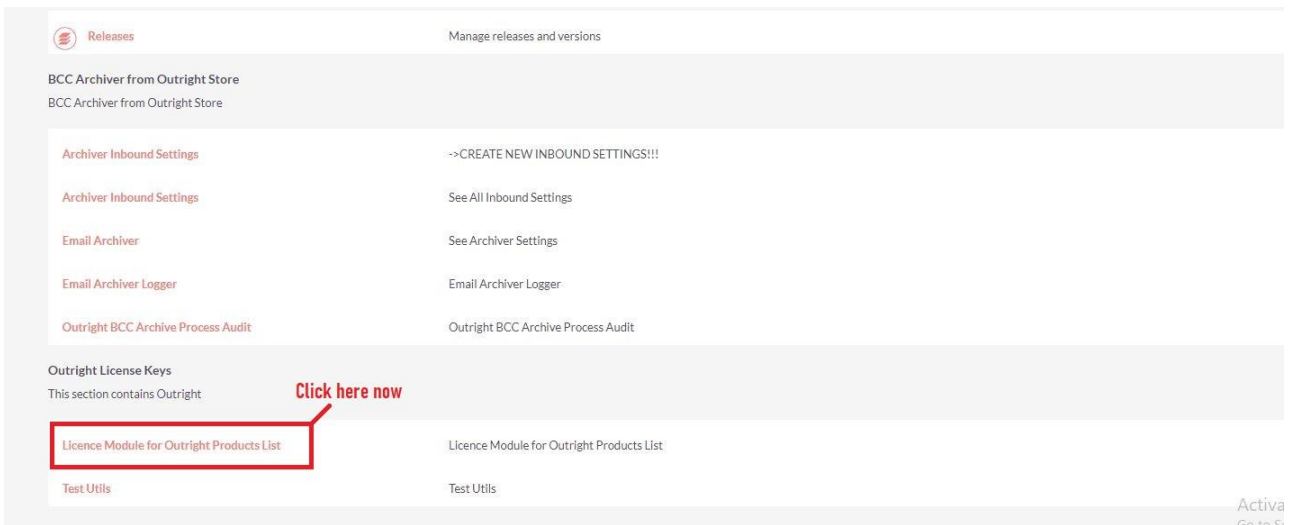 Releases Manage releases and versions
BCC Archiver from Outright Store
BCC Archiver from Outright Store
Archiver Inbound Settings ->CREATE NEW INBOUND SETTINGS!!!
Archiver Inbound Settings See All Inbound Settings
Email Archiver See Archiver Settings
Email Archiver Logger Email Archiver Logger
Outright BCC Archive Process Audit Outright BCC Archive Process Audit
Outright License Keys
This section contains Outright
Click here now
Licence Module for Outright Products List Licence Module for Outright Products List
Test Utils Test Utils
Activa